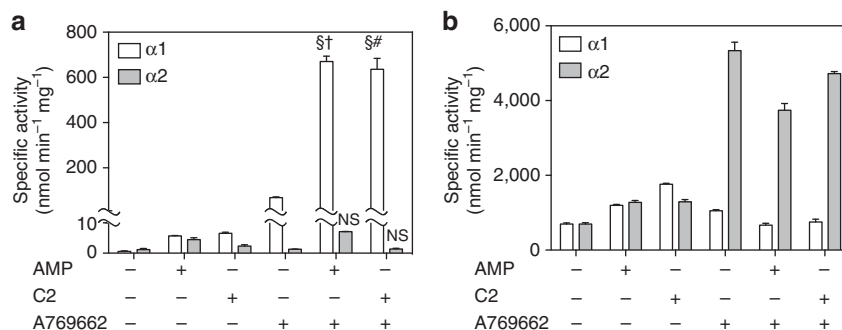 a
800
600
400
200
10
0
Specific activity
(nmol min⁻¹ mg⁻¹)
α1
α2
§†
§#
NS
NS
AMP – + – – + –
C2 – – + – – +
A769662 – – – + + +
b
6,000
4,000
2,000
0
Specific activity
(nmol min⁻¹ mg⁻¹)
α1
α2
AMP – + – – + –
C2 – – + – – +
A769662 – – – + + +